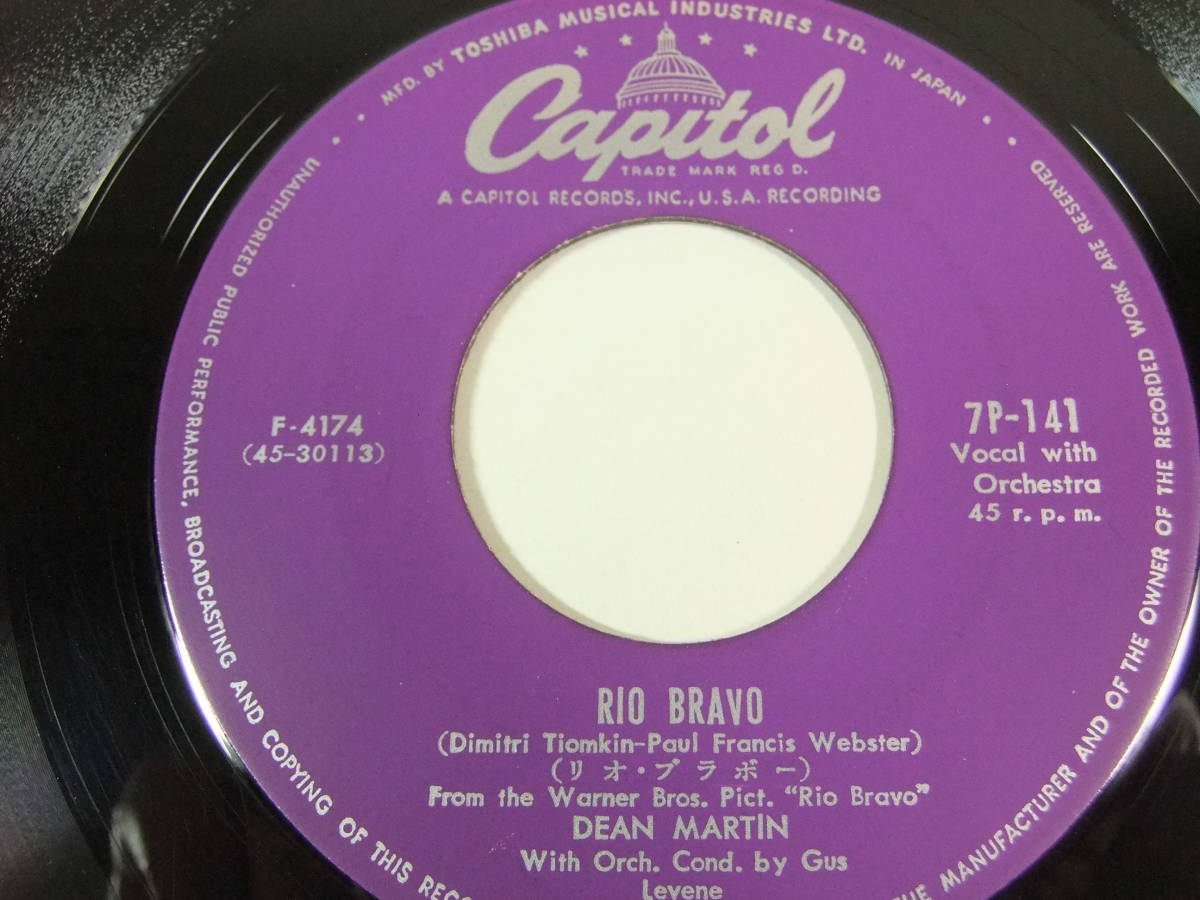 MFD. BY TOSHIBA MUSICAL INDUSTRIES LTD. IN JAPAN
Capitol
TRADE MARK REG D.
A CAPITOL RECORDS, INC., U.S.A. RECORDING
F-4174
(45-30113)
7P-141
Vocal with
Orchestra
45 r. p. m.
RIO BRAVO
(Dimitri Tiomkin-Paul Francis Webster)
(リオ・ブラボー)
From the Warner Bros. Pict. “Rio Bravo”
DEAN MARTIN
With Orch. Cond. by Gus
Levene
UNAUTHORIZED PUBLIC PERFORMANCE, BROADCASTING AND COPYING OF THIS
MANUFACTURER AND OF THE OWNER OF THE RECORDED WORK ARE RESERVED